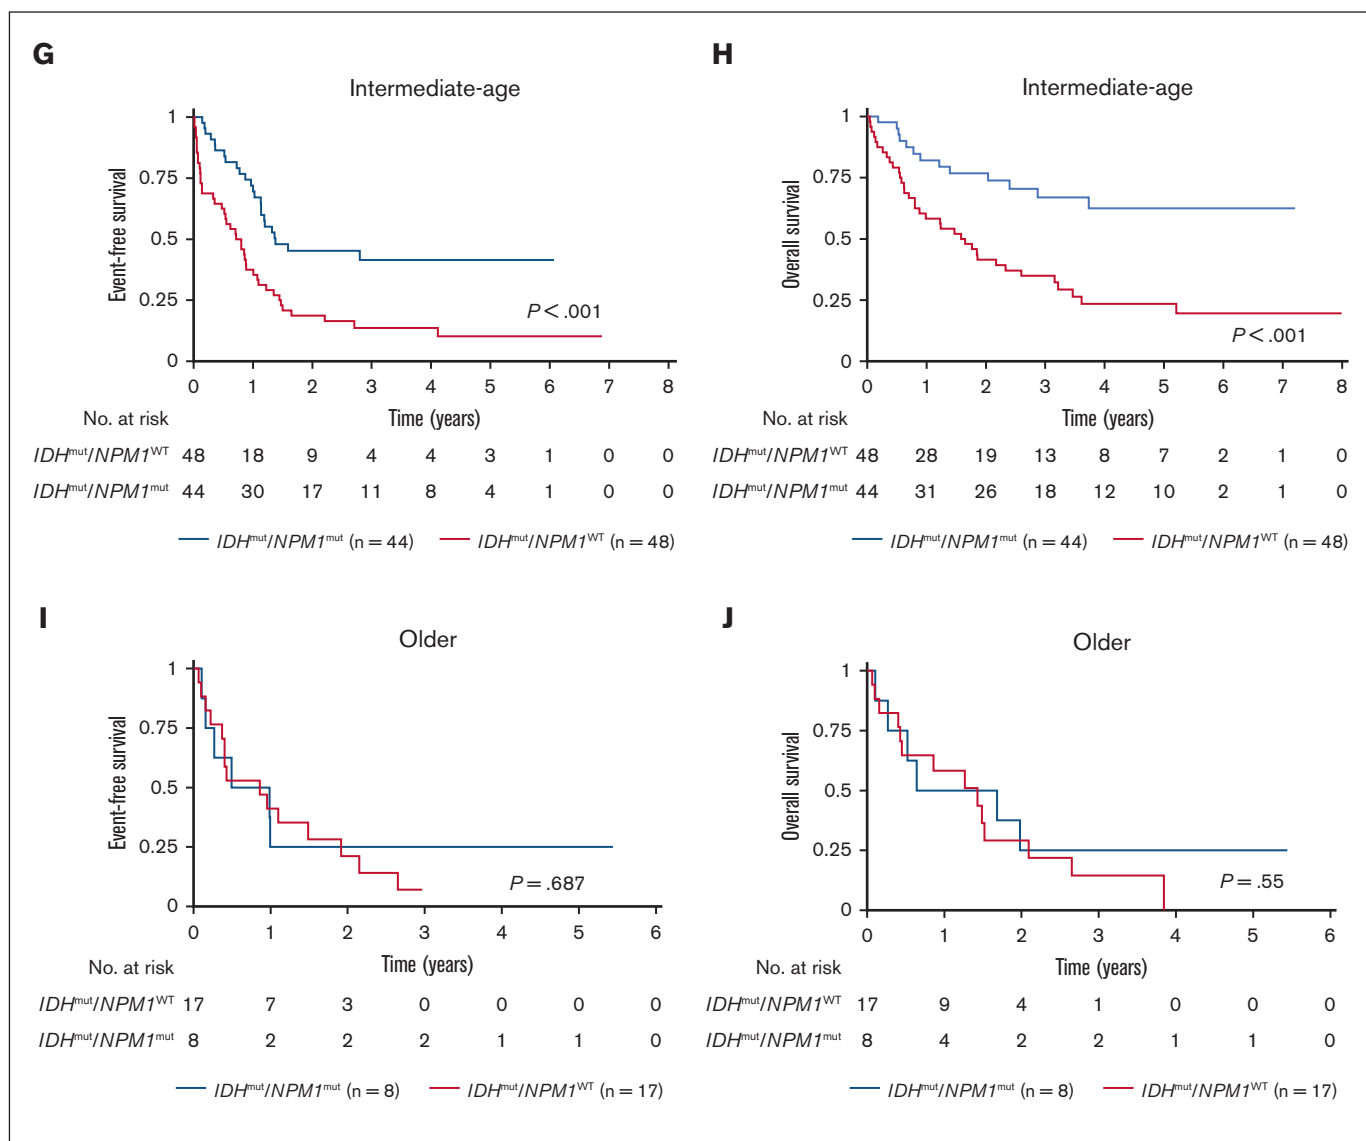 G
Intermediate-age
Event-free survival
1
0.75
0.5
0.25
0
P < .001
0 1 2 3 4 5 6 7 8
No. at risk Time (years)
IDHmut/NPM1WT 48 18 9 4 4 3 1 0 0
IDHmut/NPM1mut 44 30 17 11 8 4 1 0 0
IDHmut/NPM1mut (n = 44) IDHmut/NPM1WT (n = 48)
H
Intermediate-age
Overall survival
1
0.75
0.5
0.25
0
P < .001
0 1 2 3 4 5 6 7 8
No. at risk Time (years)
IDHmut/NPM1WT 48 28 19 13 8 7 2 1 0
IDHmut/NPM1mut 44 31 26 18 12 10 2 1 0
IDHmut/NPM1mut (n = 44) IDHmut/NPM1WT (n = 48)
I
Older
Event-free survival
1
0.75
0.5
0.25
0
P = .687
0 1 2 3 4 5 6
No. at risk Time (years)
IDHmut/NPM1WT 17 7 3 0 0 0 0
IDHmut/NPM1mut 8 2 2 2 1 1 0
IDHmut/NPM1mut (n = 8) IDHmut/NPM1WT (n = 17)
J
Older
Overall survival
1
0.75
0.5
0.25
0
P = .55
0 1 2 3 4 5 6
No. at risk Time (years)
IDHmut/NPM1WT 17 9 4 1 0 0 0
IDHmut/NPM1mut 8 4 2 2 1 1 0
IDHmut/NPM1mut (n = 8) IDHmut/NPM1WT (n = 17)